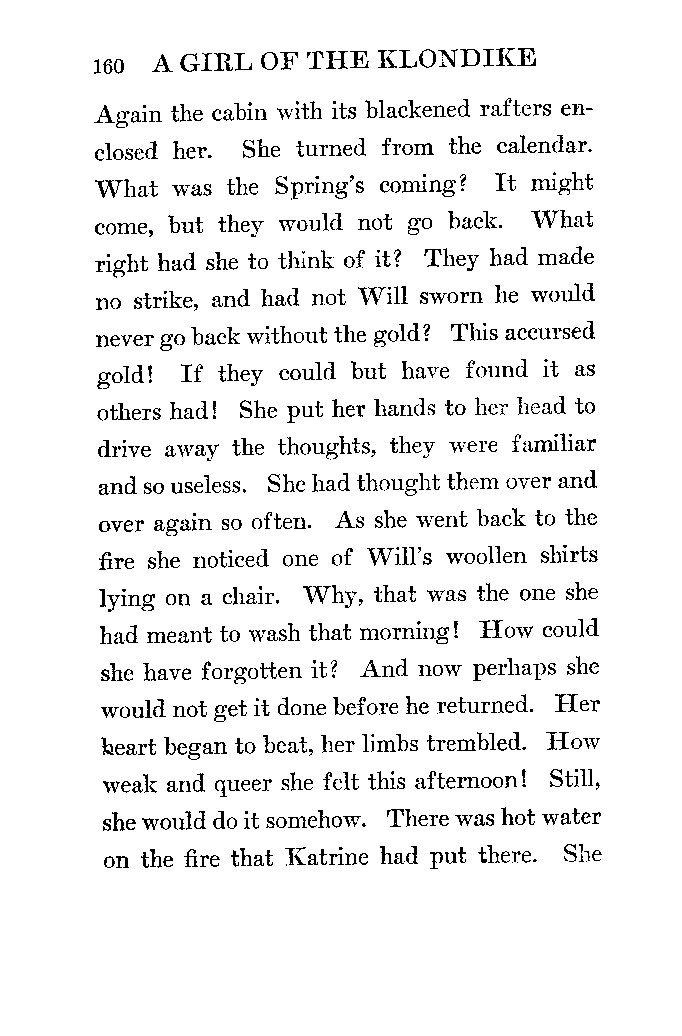 160 A GIRL OF THE KLONDIKE
Again the cabin with its blackened rafters en-
closed her. She turned from the calendar.
What was the Spring's coming? It might
come, but they would not go back. What
right had she to think of it? They had made
no strike, and had not Will sworn he would
never go back without the gold? This accursed
gold! If they could but have found it as
others had! She put her hands to her head to
drive away the thoughts, they were familiar
and so useless. She had thought them over and
over again so often. As she went back to the
fire she noticed one of Will's woollen shirts
lying on a chair. Why, that was the one she
had meant to wash that morning! How could
she have forgotten it? And now perhaps she
would not get it done before he returned. Her
heart began to beat, her limbs trembled. How
weak and queer she felt this afternoon! Still,
she would do it somehow. There was hot water
on the fire that Katrine had put there. She